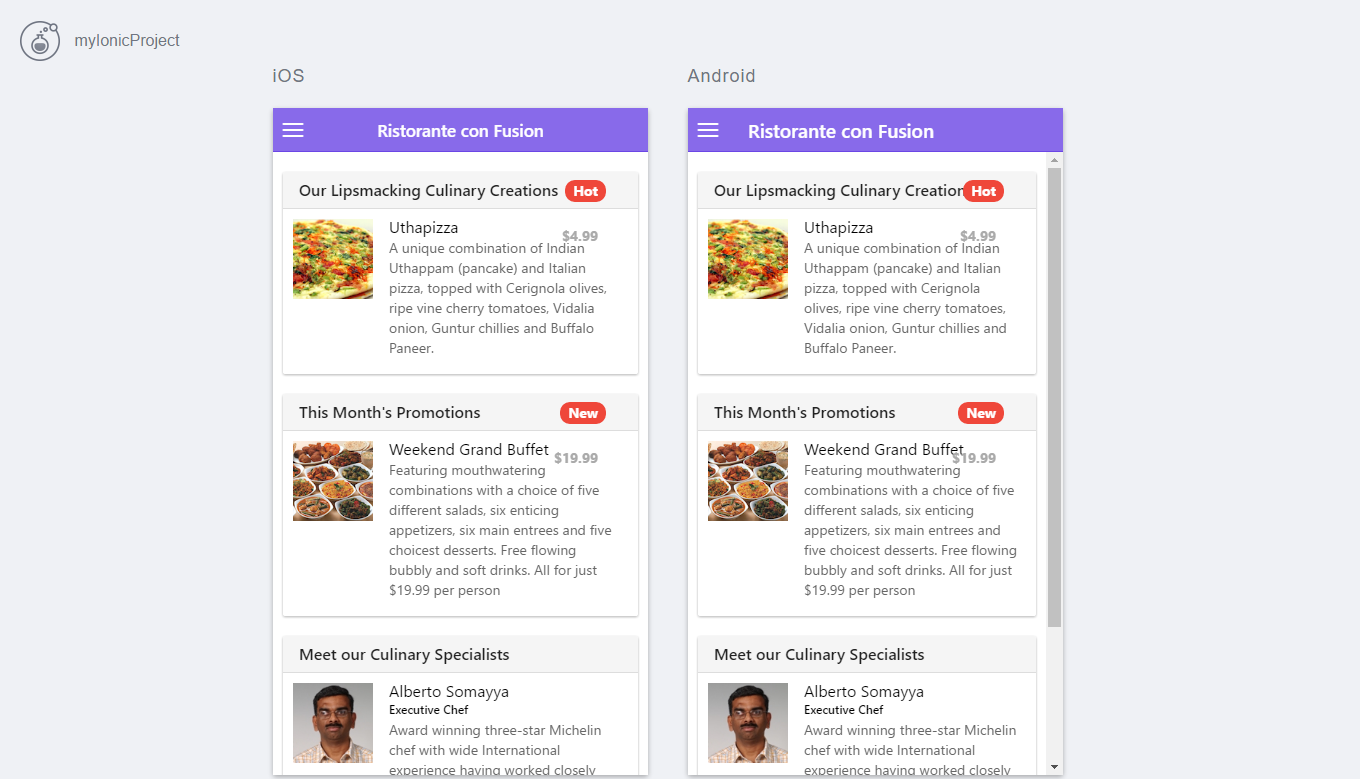 myIonicProject
iOS
Ristorante con Fusion
Our Lipsmacking Culinary Creations Hot
Uthapizza
$4.99
A unique combination of Indian
Uthappam (pancake) and Italian
pizza, topped with Cerignola olives,
ripe vine cherry tomatoes, Vidalia
onion, Guntur chillies and Buffalo
Paneer.
This Month's Promotions New
Weekend Grand Buffet
$19.99
Featuring mouthwatering
combinations with a choice of five
different salads, six enticing
appetizers, six main entrees and five
choicest desserts. Free flowing
bubbly and soft drinks. All for just
$19.99 per person
Meet our Culinary Specialists
Alberto Somayya
Executive Chef
Award winning three-star Michelin
chef with wide International
experience having worked closely
Android
Ristorante con Fusion
Our Lipsmacking Culinary Creation Hot
Uthapizza
$4.99
A unique combination of Indian
Uthappam (pancake) and Italian
pizza, topped with Cerignola
olives, ripe vine cherry tomatoes,
Vidalia onion, Guntur chillies and
Buffalo Paneer.
This Month's Promotions New
Weekend Grand Buffet
$19.99
Featuring mouthwatering
combinations with a choice of five
different salads, six enticing
appetizers, six main entrees and
five choicest desserts. Free flowing
bubbly and soft drinks. All for just
$19.99 per person
Meet our Culinary Specialists
Alberto Somayya
Executive Chef
Award winning three-star Michelin
chef with wide International
experience having worked closely